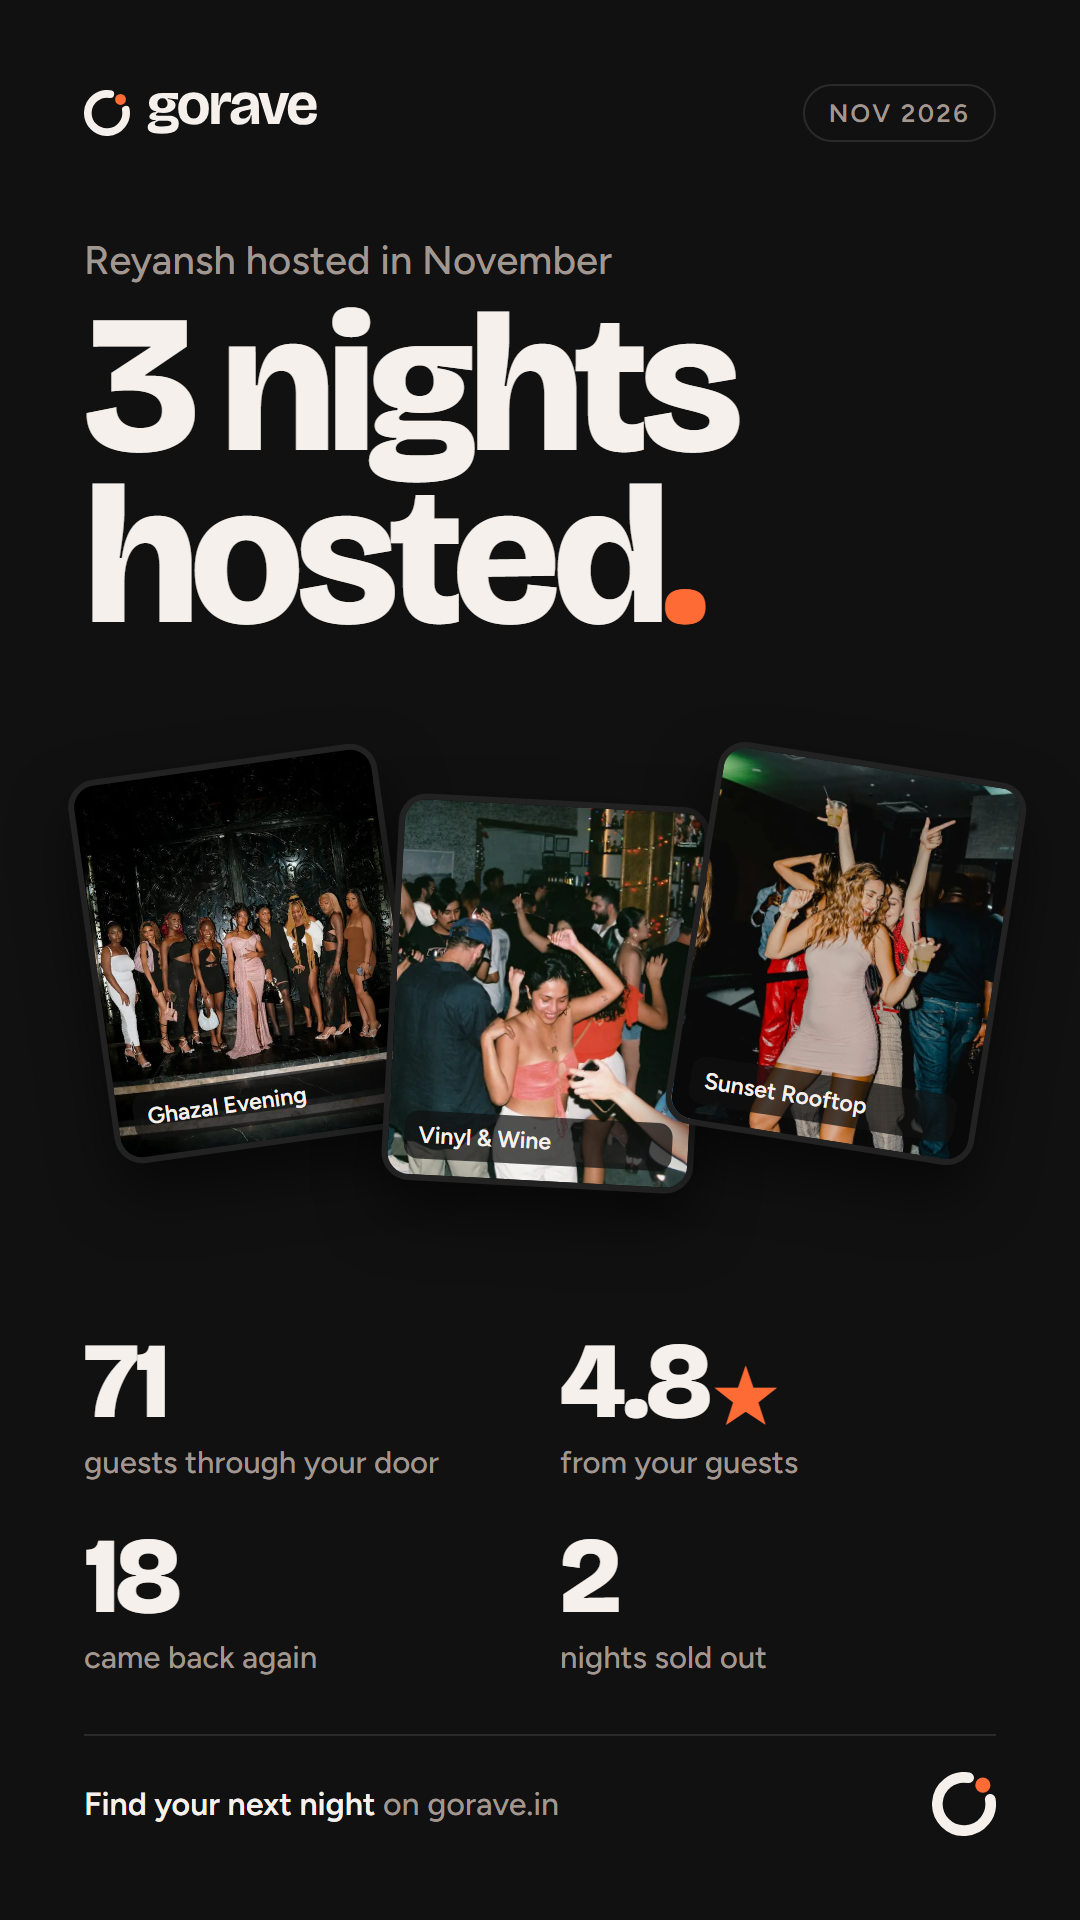 gorave
NOV 2026
Reyansh hosted in November
3 nights
hosted.
Ghazal Evening
Vinyl & Wine
Sunset Rooftop
71
guests through your door
4.8★
from your guests
18
came back again
2
nights sold out
Find your next night on gorave.in